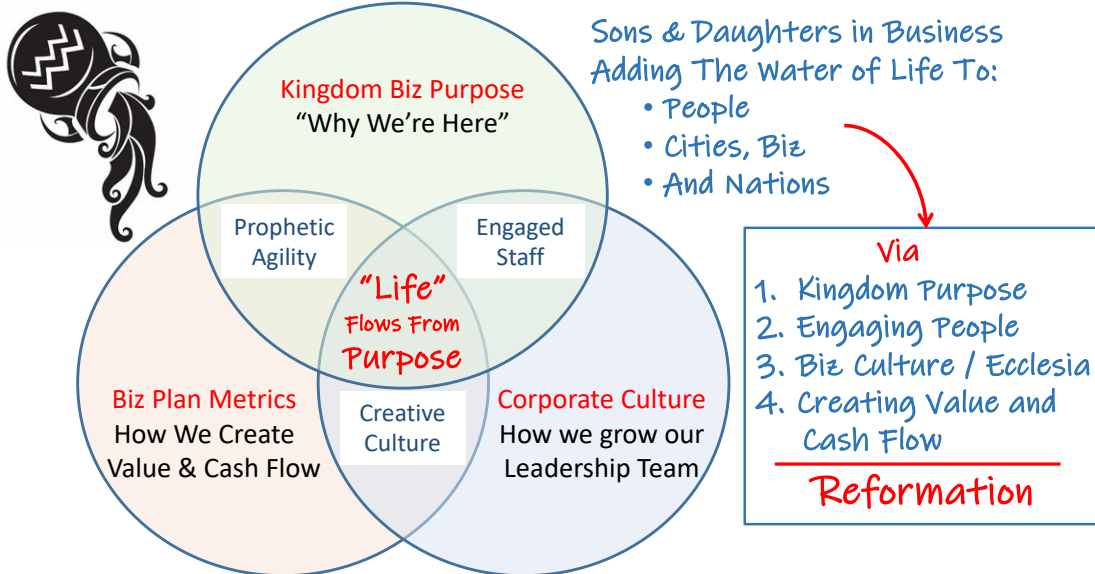 Sons & Daughters in Business
Adding The Water of Life To:
• People
• Cities, Biz
• And Nations
Kingdom Biz Purpose
“Why We’re Here”
Prophetic
Agility
Engaged
Staff
“Life”
Flows From
Purpose
Biz Plan Metrics
How We Create
Value & Cash Flow
Creative
Culture
Corporate Culture
How we grow our
Leadership Team
Via
1. Kingdom Purpose
2. Engaging People
3. Biz Culture / Ecclesia
4. Creating Value and
Cash Flow
Reformation